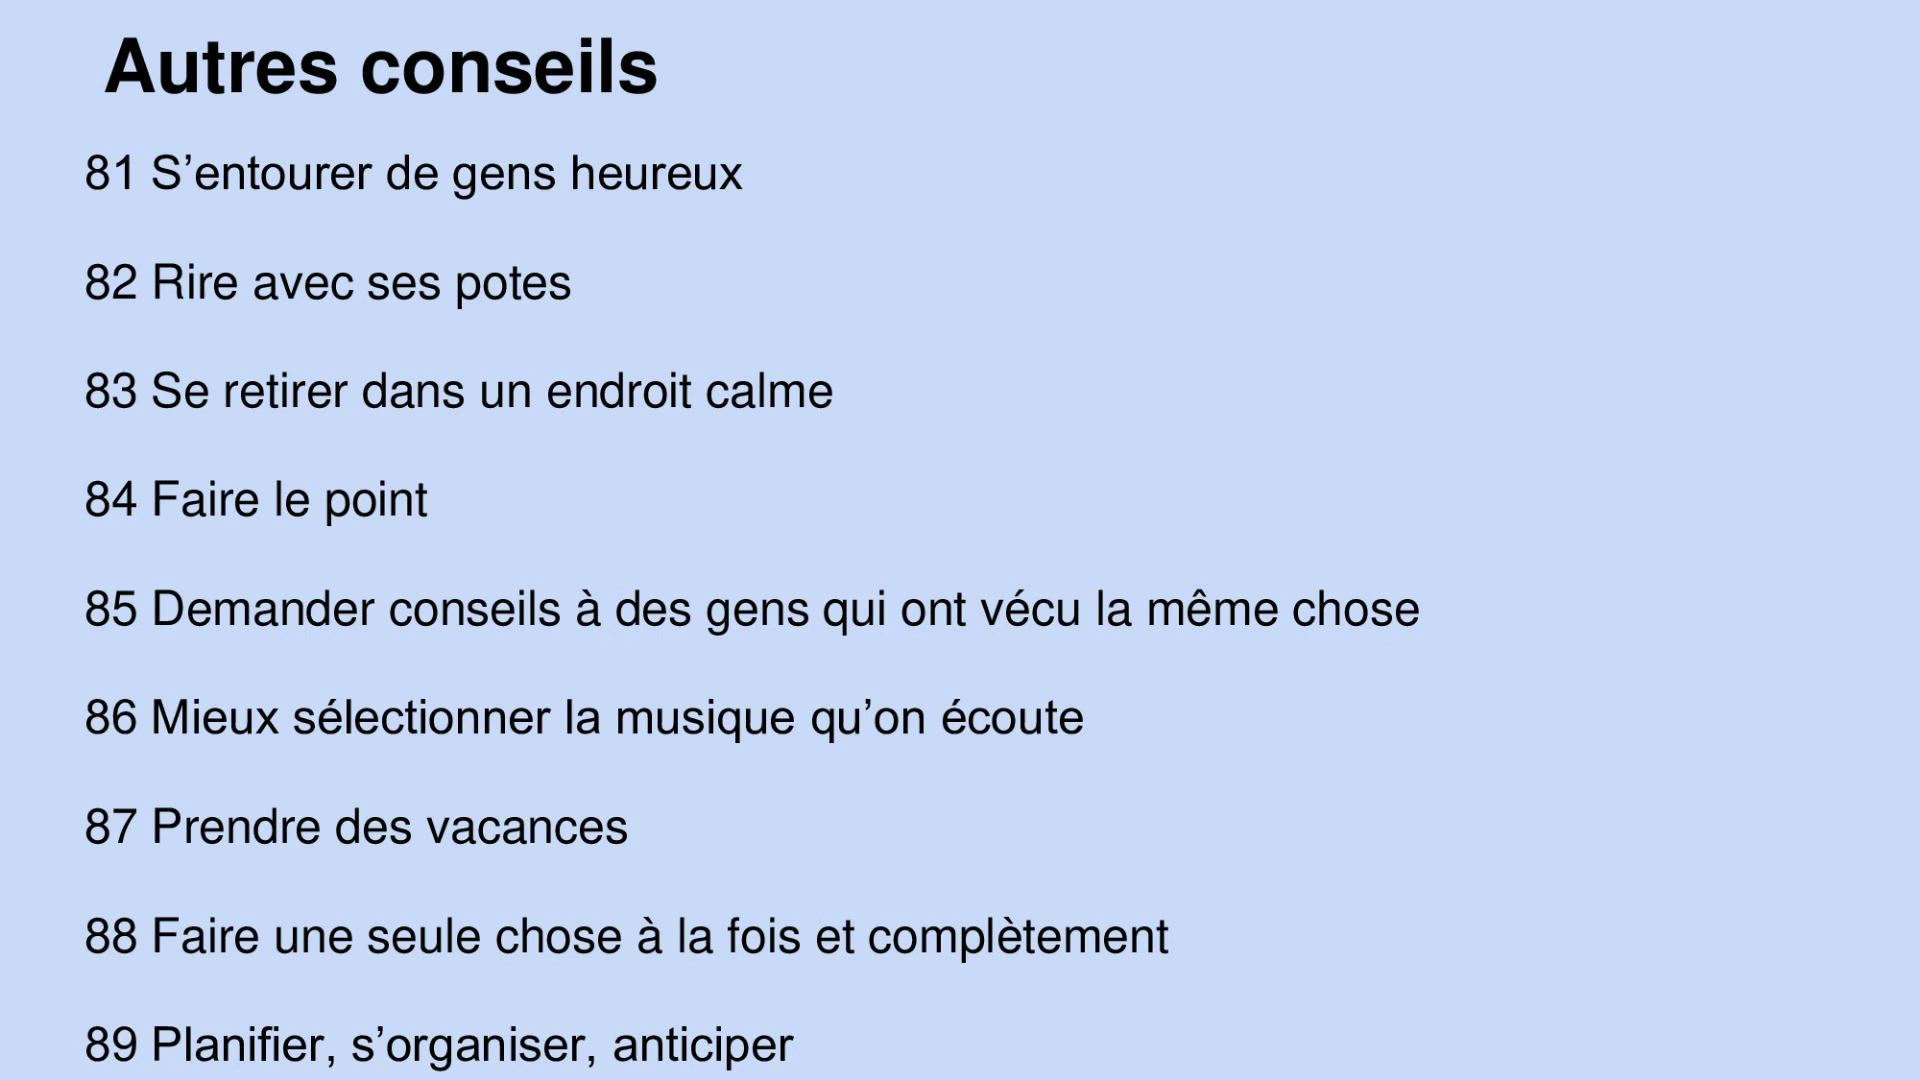 Autres conseils
81 S’entourer de gens heureux
82 Rire avec ses potes
83 Se retirer dans un endroit calme
84 Faire le point
85 Demander conseils à des gens qui ont vécu la même chose
86 Mieux sélectionner la musique qu’on écoute
87 Prendre des vacances
88 Faire une seule chose à la fois et complètement
89 Planifier, s’organiser, anticiper